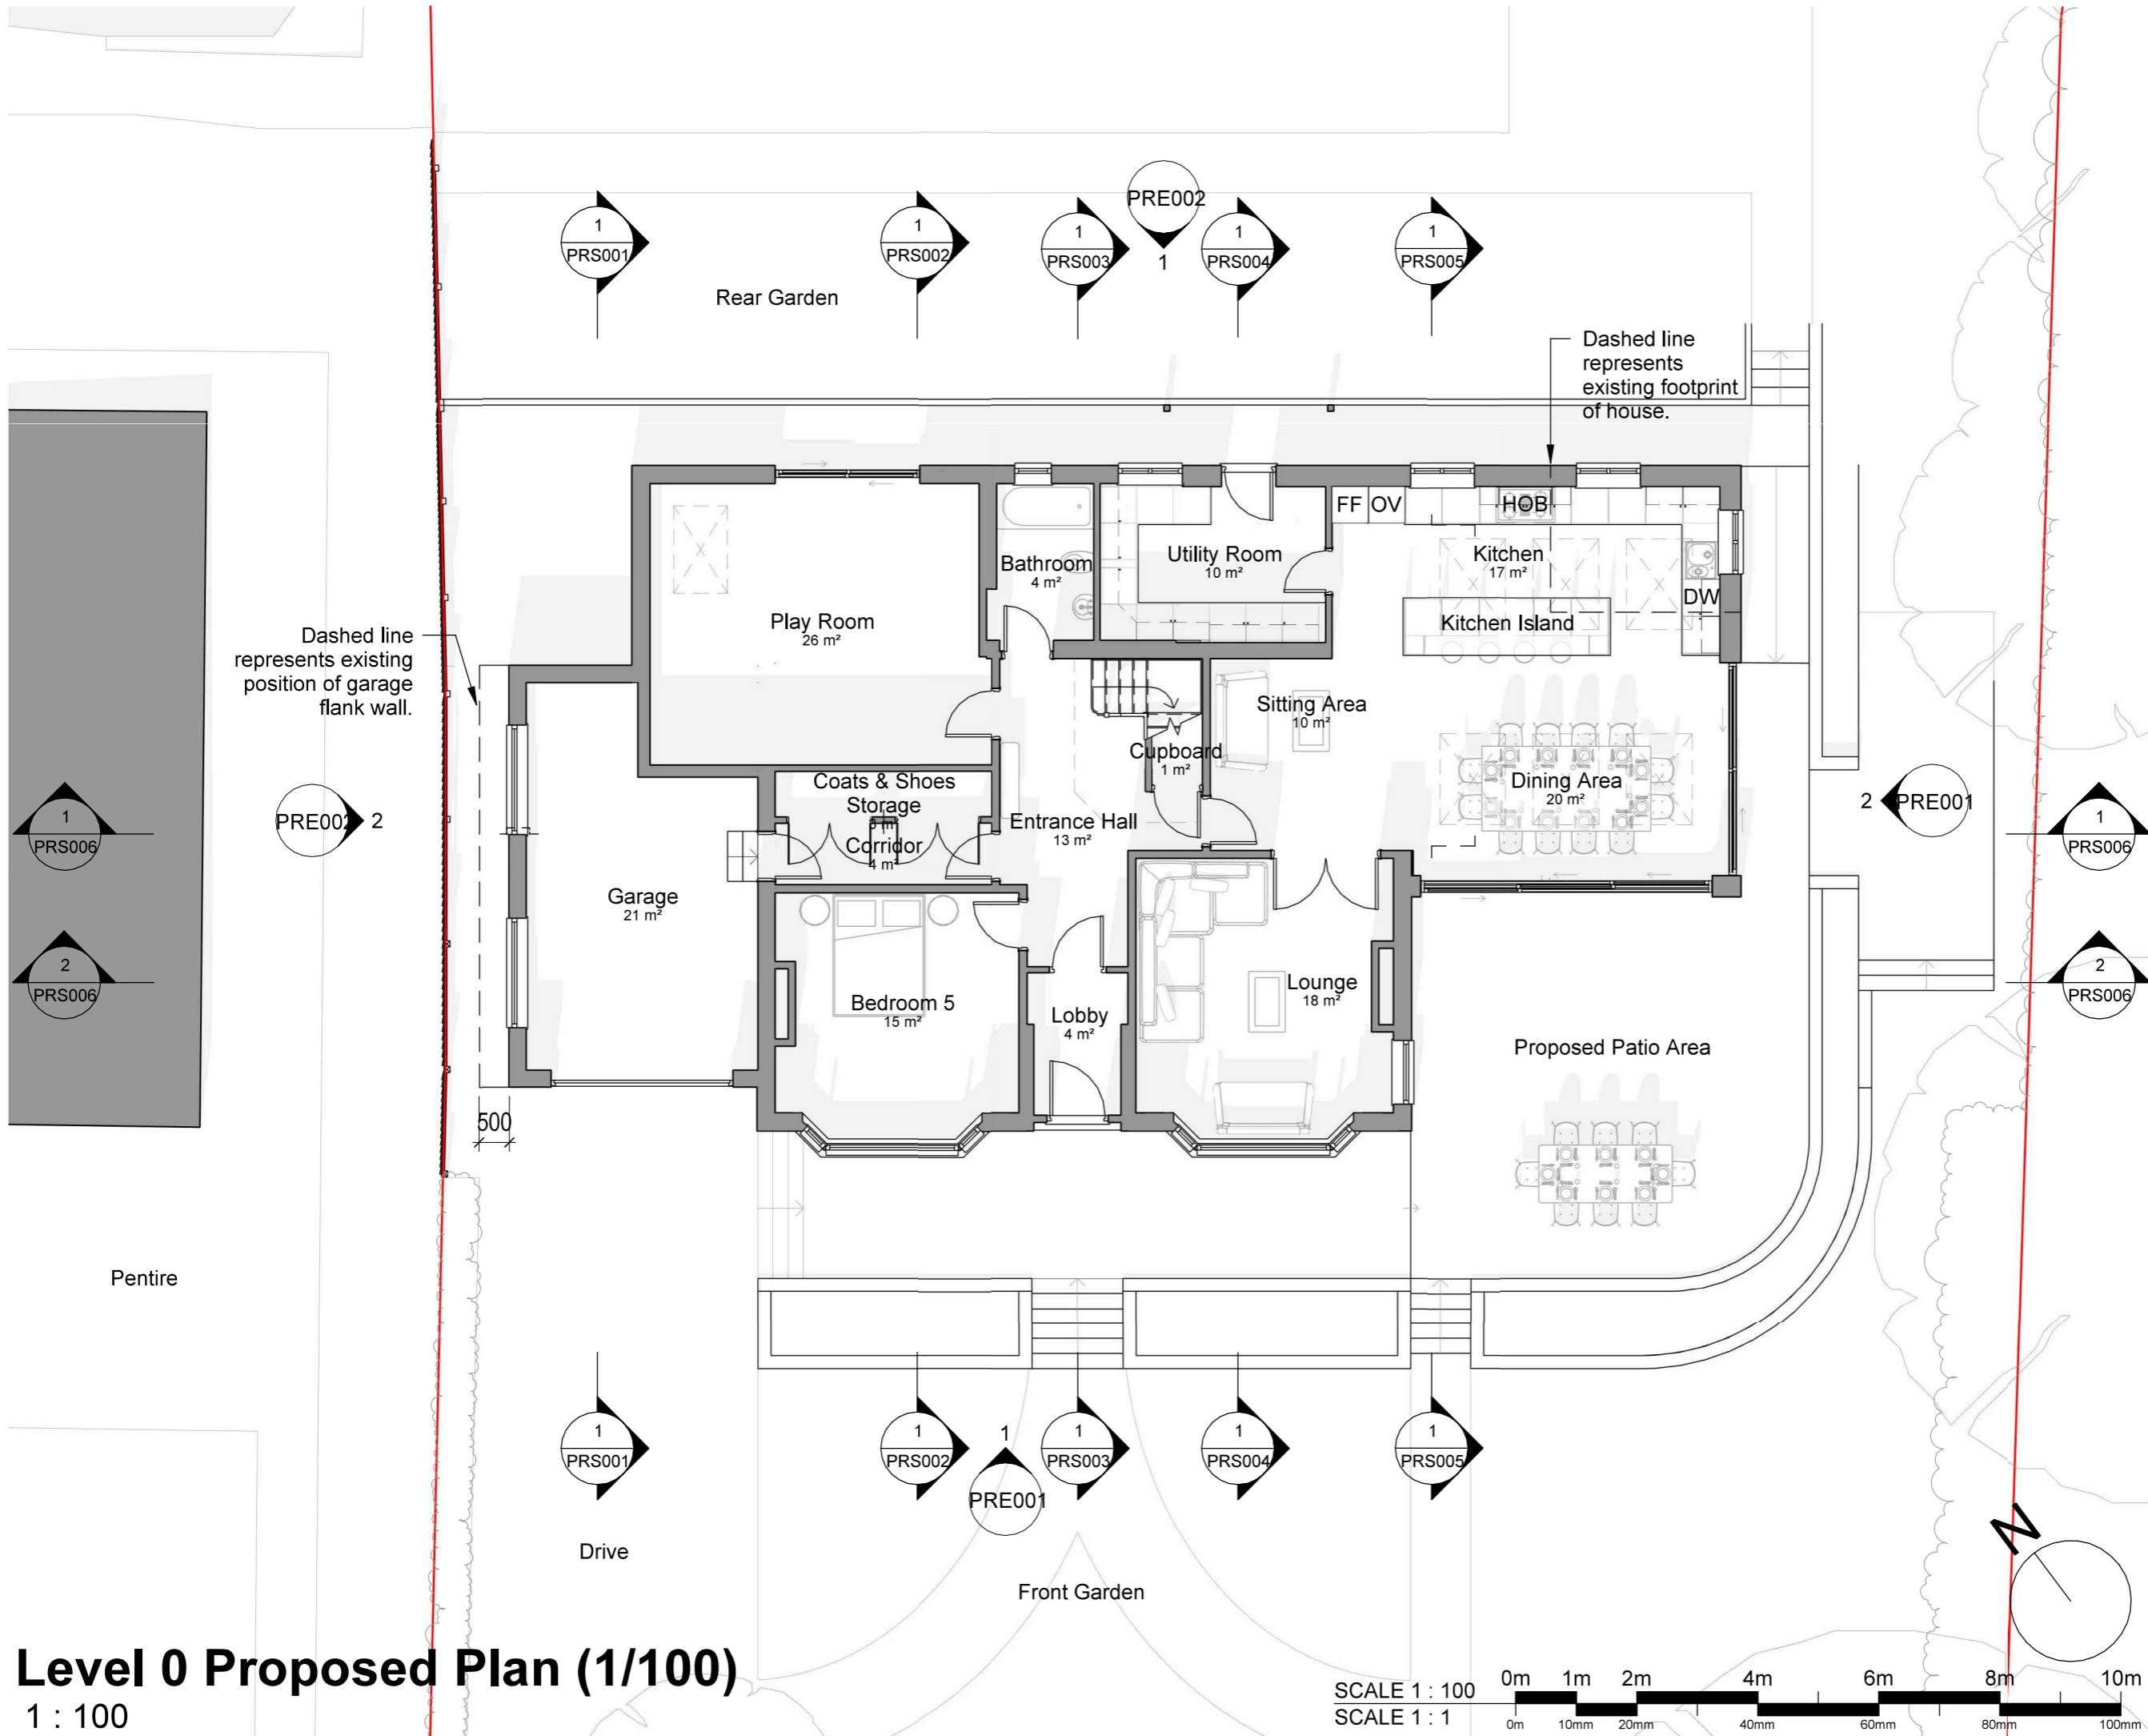 PRE002
1
1
PRS001
1
PRS002
1
PRS003
1
PRS004
1
PRS005
Rear Garden
Dashed line
represents
existing footprint
of house.
FF
OV
HOB
Bathroom
4 m²
Utility Room
10 m²
Kitchen
17 m²
DW
Kitchen Island
Play Room
26 m²
Dashed line
represents existing
position of garage
flank wall.
Sitting Area
10 m²
Cupboard
1 m²
Dining Area
20 m²
Coats & Shoes
Storage
3 m²
Corridor
4 m²
Entrance Hall
13 m²
1
PRS006
PRE002
2
2
PRE001
1
PRS006
Garage
21 m²
2
PRS006
Bedroom 5
15 m²
Lobby
4 m²
Lounge
18 m²
2
PRS006
Proposed Patio Area
500
Pentire
1
PRS001
1
PRS002
1
PRE001
1
PRS003
1
PRS004
1
PRS005
Drive
Front Garden
N
Level 0 Proposed Plan (1/100)
1 : 100
SCALE 1 : 100
0m 1m 2m 4m 6m 8m 10m
SCALE 1 : 1
0m 10mm 20mm 40mm 60mm 80mm 100mm